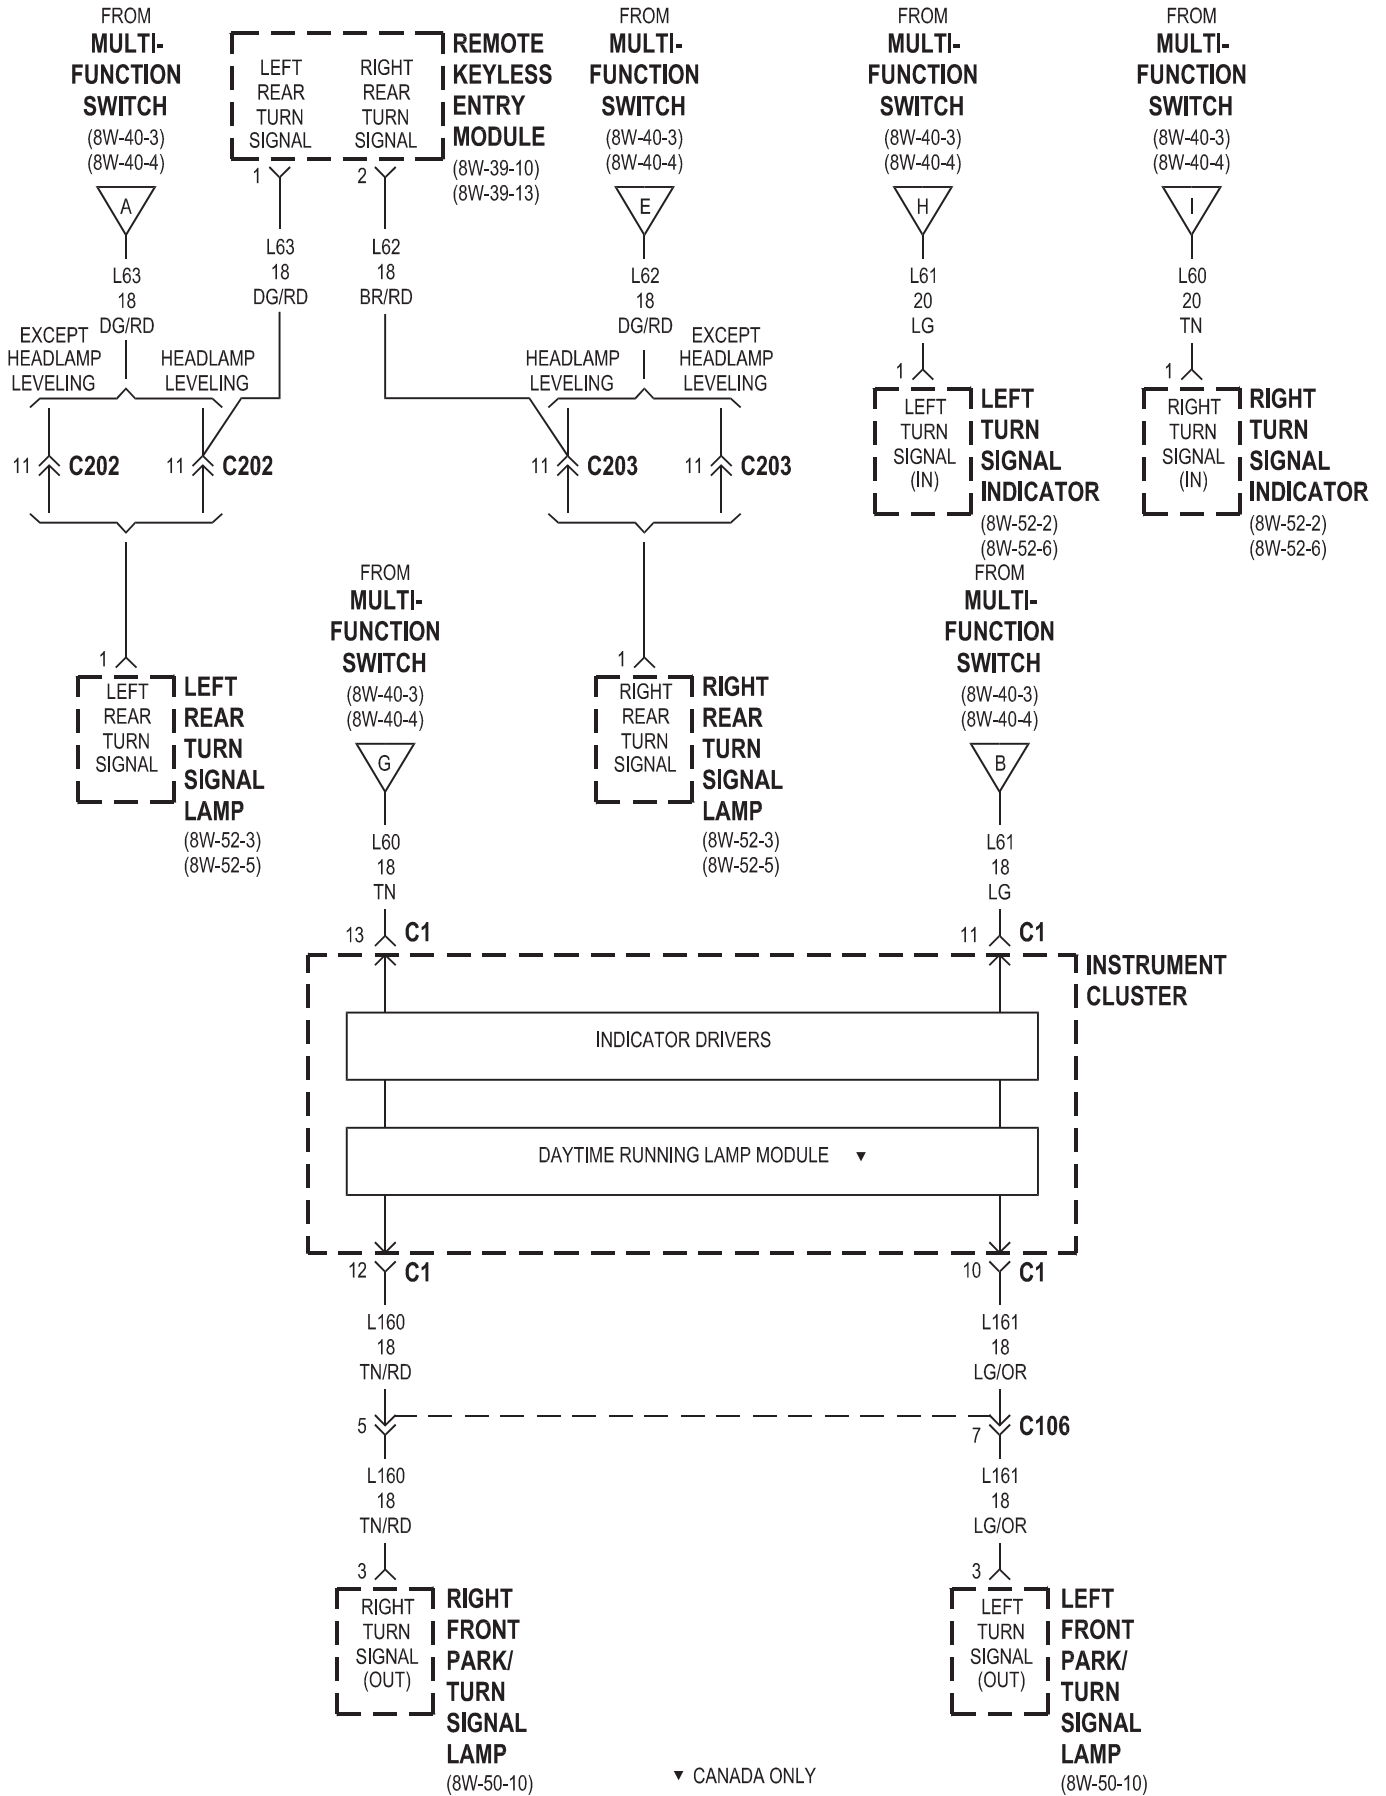 FROM
MULTI-
FUNCTION
SWITCH
(8W-40-3)
(8W-40-4)
A
L63
18
DG/RD
LEFT
REAR
TURN
SIGNAL
RIGHT
REAR
TURN
SIGNAL
REMOTE
KEYLESS
ENTRY
MODULE
(8W-39-10)
(8W-39-13)
1
2
L63
18
DG/RD
L62
18
BR/RD
FROM
MULTI-
FUNCTION
SWITCH
(8W-40-3)
(8W-40-4)
E
L62
18
DG/RD
FROM
MULTI-
FUNCTION
SWITCH
(8W-40-3)
(8W-40-4)
H
L61
20
LG
FROM
MULTI-
FUNCTION
SWITCH
(8W-40-3)
(8W-40-4)
I
L60
20
TN
EXCEPT
HEADLAMP
LEVELING
HEADLAMP
LEVELING
HEADLAMP
LEVELING
EXCEPT
HEADLAMP
LEVELING
11 C202
11 C202
11 C203
11 C203
1
LEFT
TURN
SIGNAL
(IN)
LEFT
TURN
SIGNAL
INDICATOR
(8W-52-2)
(8W-52-6)
1
RIGHT
TURN
SIGNAL
(IN)
RIGHT
TURN
SIGNAL
INDICATOR
(8W-52-2)
(8W-52-6)
1
LEFT
REAR
TURN
SIGNAL
LEFT
REAR
TURN
SIGNAL
LAMP
(8W-52-3)
(8W-52-5)
FROM
MULTI-
FUNCTION
SWITCH
(8W-40-3)
(8W-40-4)
G
L60
18
TN
1
RIGHT
REAR
TURN
SIGNAL
RIGHT
REAR
TURN
SIGNAL
LAMP
(8W-52-3)
(8W-52-5)
FROM
MULTI-
FUNCTION
SWITCH
(8W-40-3)
(8W-40-4)
B
L61
18
LG
13 C1
11 C1
INSTRUMENT
CLUSTER
INDICATOR DRIVERS
DAYTIME RUNNING LAMP MODULE ▼
12 C1
10 C1
L160
18
TN/RD
L161
18
LG/OR
5
7 C106
L160
18
TN/RD
L161
18
LG/OR
3
RIGHT
TURN
SIGNAL
(OUT)
RIGHT
FRONT
PARK/
TURN
SIGNAL
LAMP
(8W-50-10)
3
LEFT
TURN
SIGNAL
(OUT)
LEFT
FRONT
PARK/
TURN
SIGNAL
LAMP
(8W-50-10)
▼ CANADA ONLY